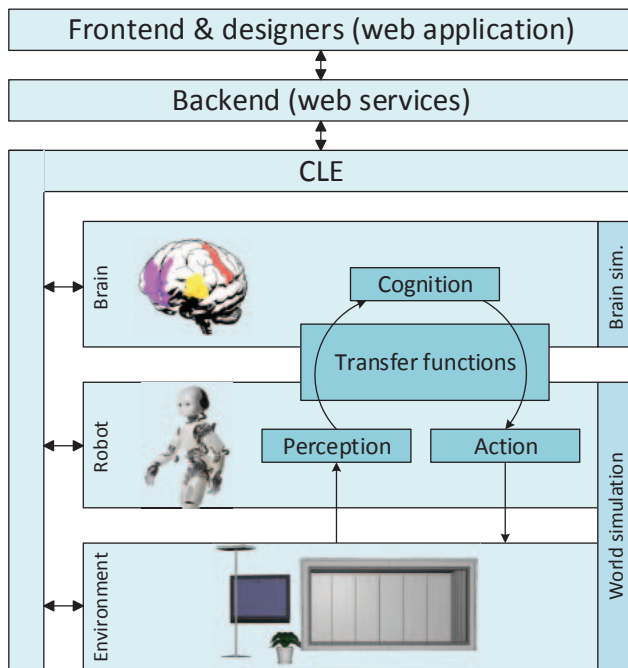 Frontend & designers (web application)
Backend (web services)
CLE
Brain
Cognition
Brain sim.
Transfer functions
Robot
Perception
Action
World simulation
Environment